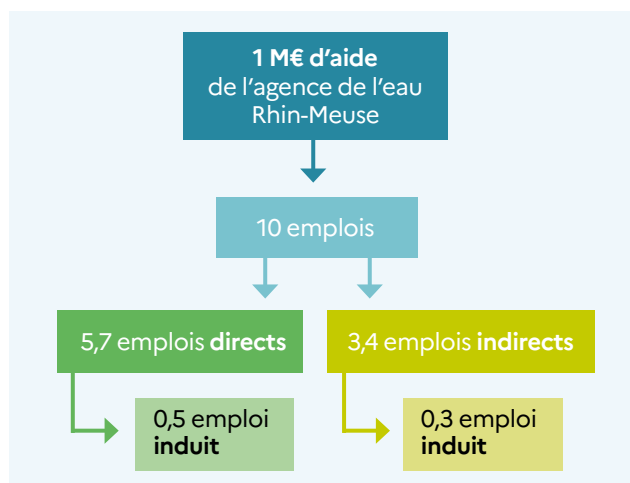 1 M€ d’aide
de l’agence de l’eau
Rhin-Meuse
10 emplois
5,7 emplois directs
3,4 emplois indirects
0,5 emploi
induit
0,3 emploi
induit